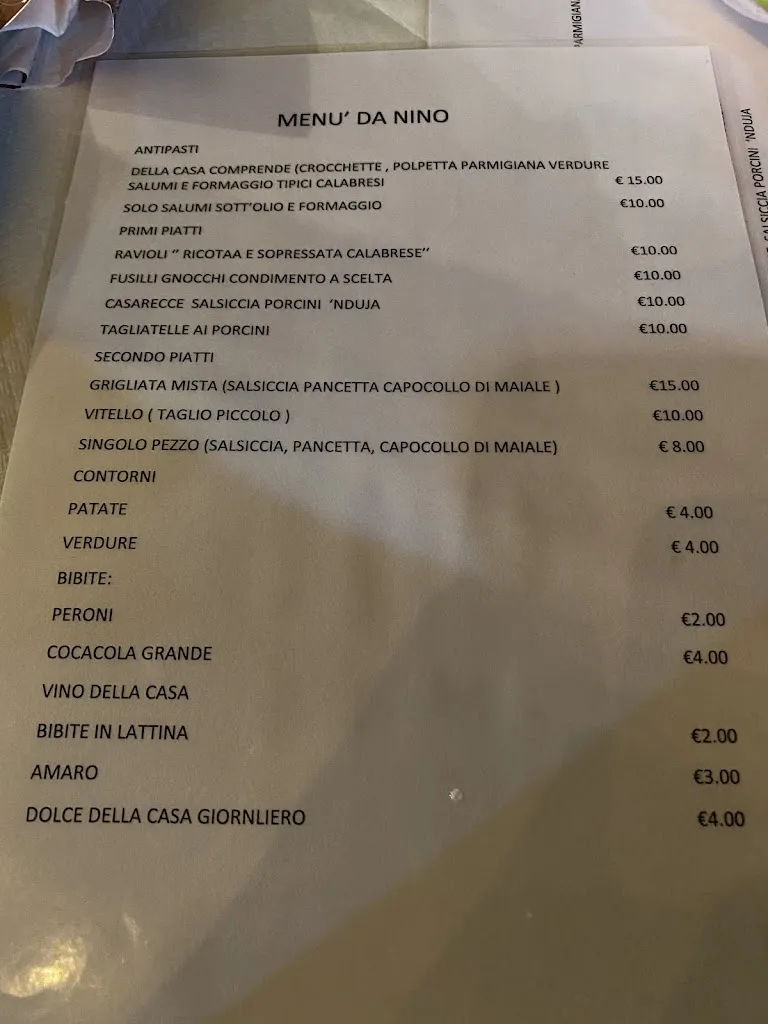 PARMIGIAN
MENU' DA NINO
ANTIPASTI
DELLA CASA COMPRENDE (CROCCHETTE , POLPETTA PARMIGIANA VERDURE
SALUMI E FORMAGGIO TIPICI CALABRESI € 15.00
SOLO SALUMI SOTT'OLIO E FORMAGGIO €10.00
PRIMI PIATTI
RAVIOLI " RICOTAA E SOPRESSATA CALABRESE" €10.00
FUSILLI GNOCCHI CONDIMENTO A SCELTA €10.00
CASARECCE SALSICCIA PORCINI 'NDUJA €10.00
TAGLIATELLE AI PORCINI €10.00
SECONDO PIATTI
GRIGLIATA MISTA (SALSICCIA PANCETTA CAPOCOLLO DI MAIALE ) €15.00
VITELLO ( TAGLIO PICCOLO ) €10.00
SINGOLO PEZZO (SALSICCIA, PANCETTA, CAPOCOLLO DI MAIALE) € 8.00
CONTORNI
PATATE € 4.00
VERDURE € 4.00
BIBITE:
PERONI €2.00
COCACOLA GRANDE €4.00
VINO DELLA CASA
BIBITE IN LATTINA €2.00
AMARO €3.00
DOLCE DELLA CASA GIORNLIERO €4.00
SALSICCIA PORCINI 'NDUJA